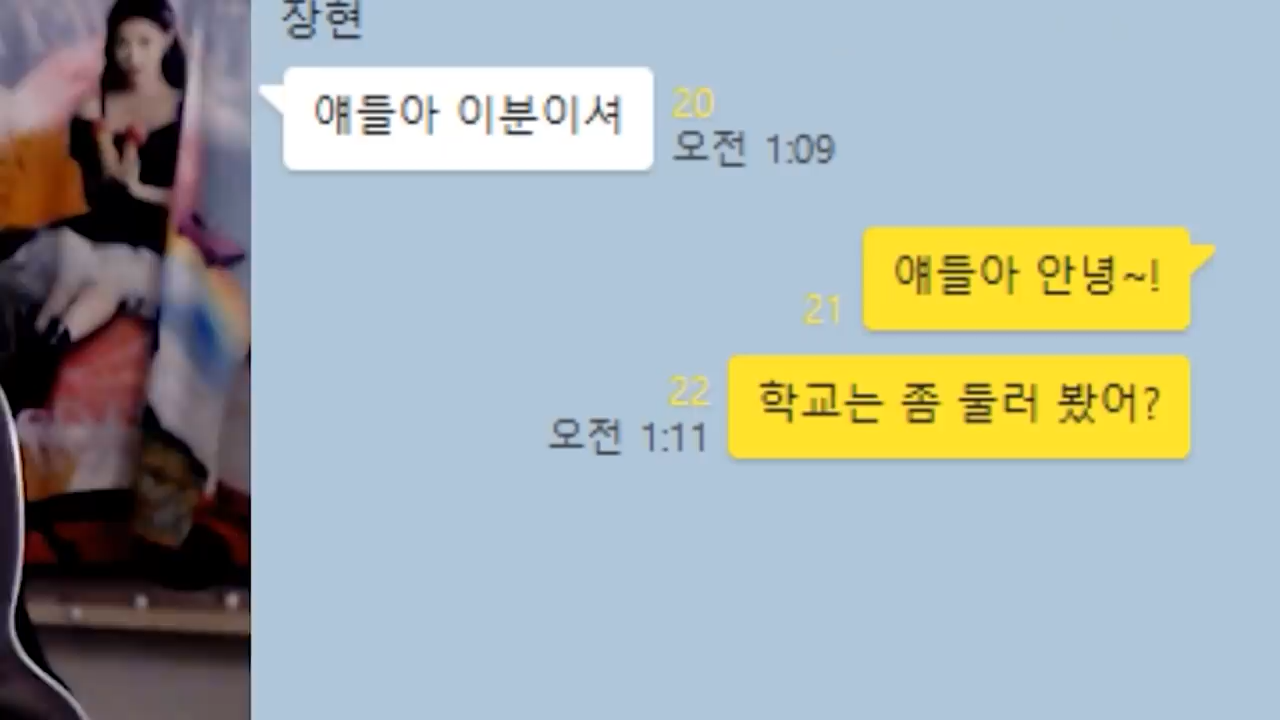 장현
얘들아 이분이셔
20
오전 1:09
얘들아 안녕~!
21
학교는 좀 둘러 봤어?
22
오전 1:11